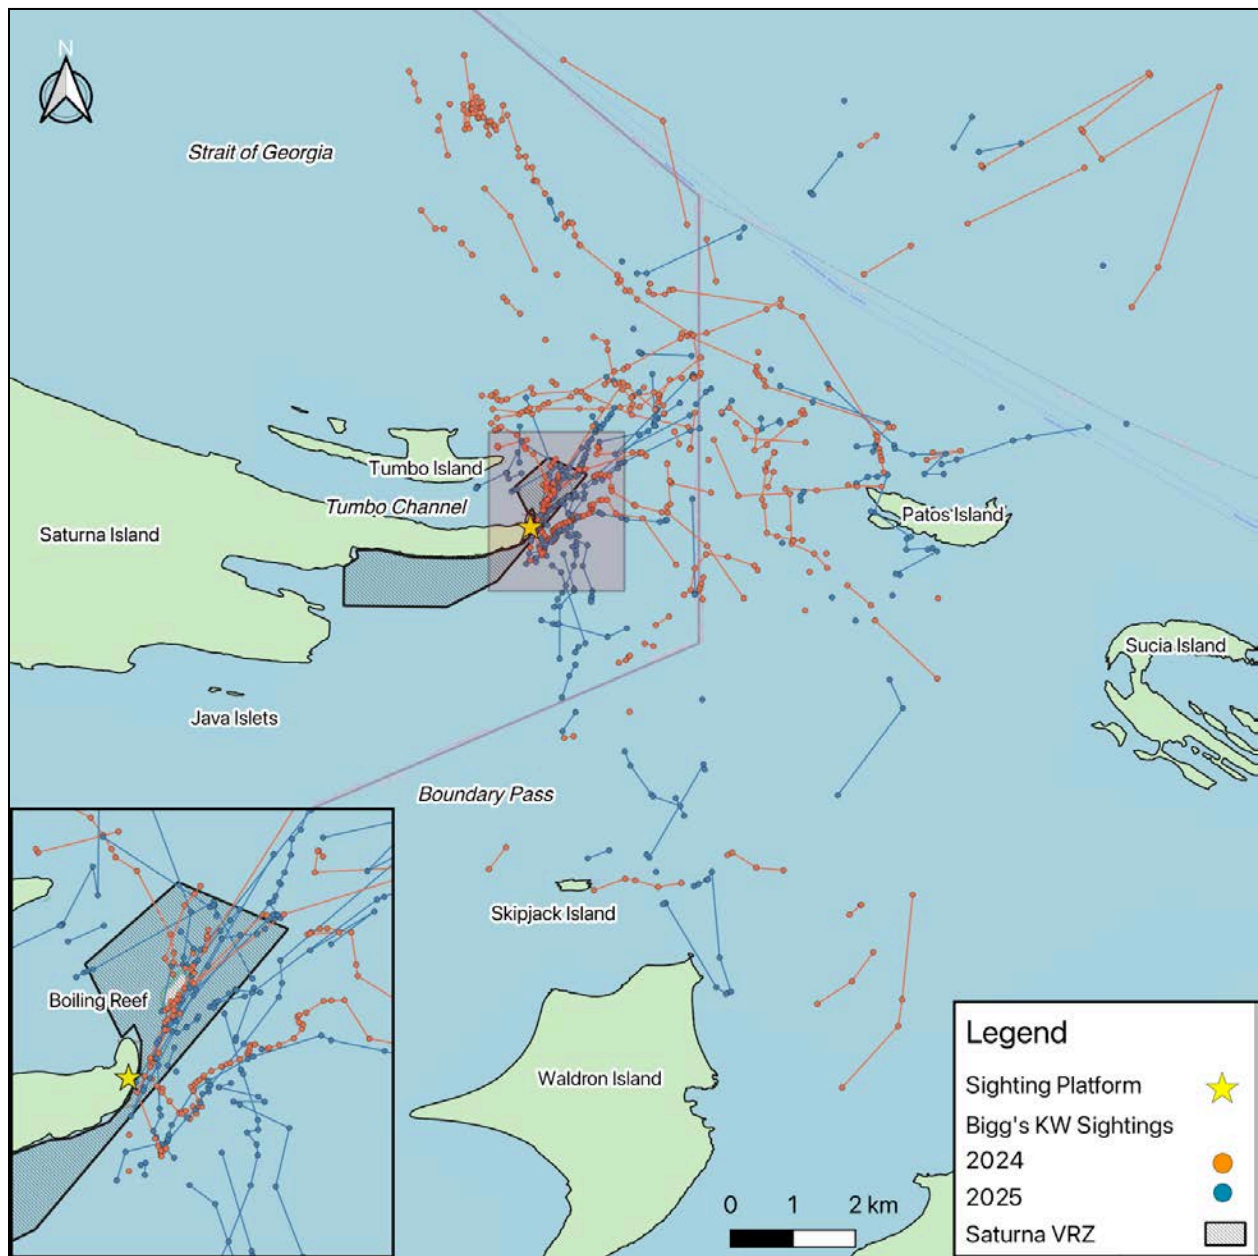 N
Strait of Georgia
Tumbo Island
Tumbo Channel
Saturna Island
Patos Island
Sucia Island
Java Islets
Boundary Pass
Skipjack Island
Boiling Reef
Waldron Island
0 1 2 km
Legend
Sighting Platform
Bigg's KW Sightings
2024
2025
Saturna VRZ